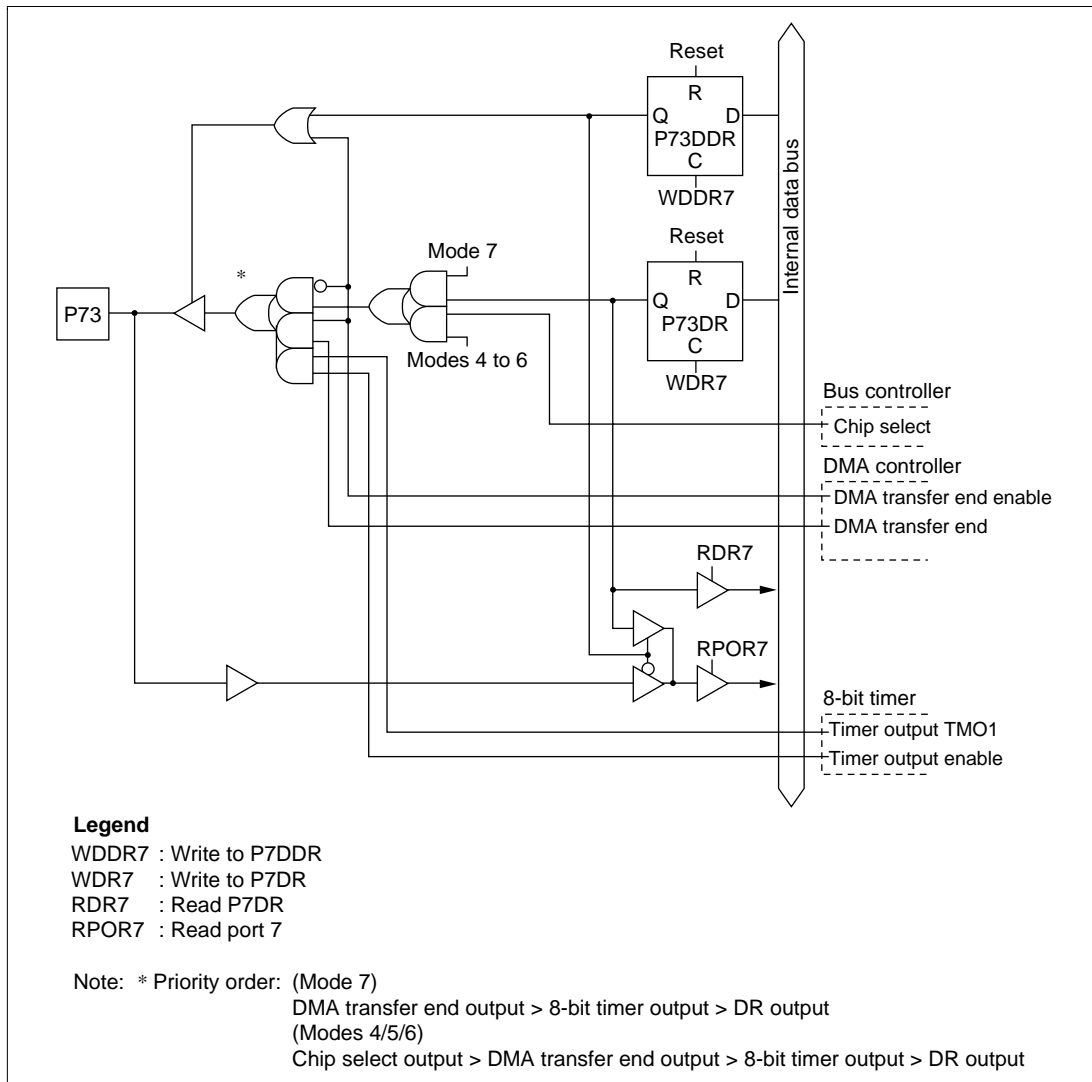 Reset
R
Q D
P73DDR
C
WDDR7
Reset
R
Q D
P73DR
C
WDR7
Internal data bus
Mode 7
*
P73
Modes 4 to 6
Bus controller
Chip select
DMA controller
DMA transfer end enable
DMA transfer end
RDR7
RPOR7
8-bit timer
Timer output TMO1
Timer output enable
Legend
WDDR7 : Write to P7DDR
WDR7 : Write to P7DR
RDR7 : Read P7DR
RPOR7 : Read port 7
Note: * Priority order: (Mode 7)
DMA transfer end output > 8-bit timer output > DR output
(Modes 4/5/6)
Chip select output > DMA transfer end output > 8-bit timer output > DR output